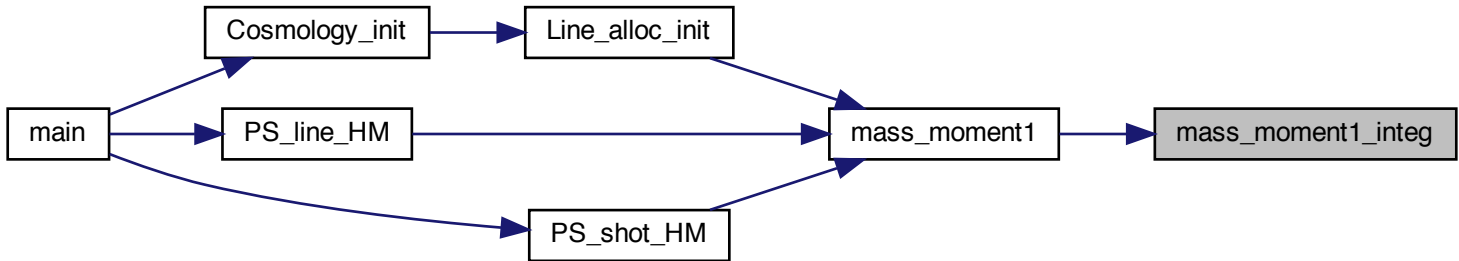 Cosmology_init
Line_alloc_init
main
PS_line_HM
mass_moment1
mass_moment1_integ
PS_shot_HM